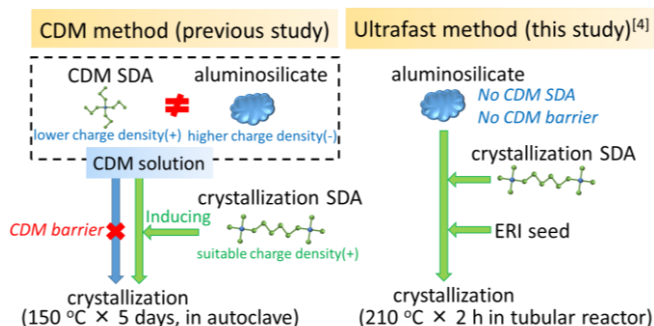 CDM method (previous study)
CDM SDA
≠
aluminosilicate
lower charge density(+)
higher charge density(-)
CDM solution
CDM barrier
Inducing
crystallization SDA
suitable charge density(+)
crystallization
(150 °C × 5 days, in autoclave)
Ultrafast method (this study)[4]
aluminosilicate
No CDM SDA
No CDM barrier
crystallization SDA
ERI seed
crystallization
(210 °C × 2 h in tubular reactor)